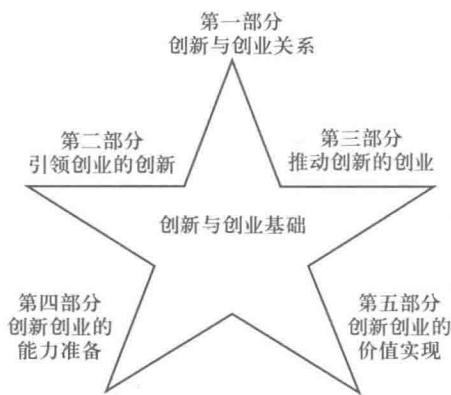 第一部分
创新与创业关系
第二部分
引领创业的创新
第三部分
推动创新的创业
创新与创业基础
第四部分
创新创业的
能力准备
第五部分
创新创业的
价值实现